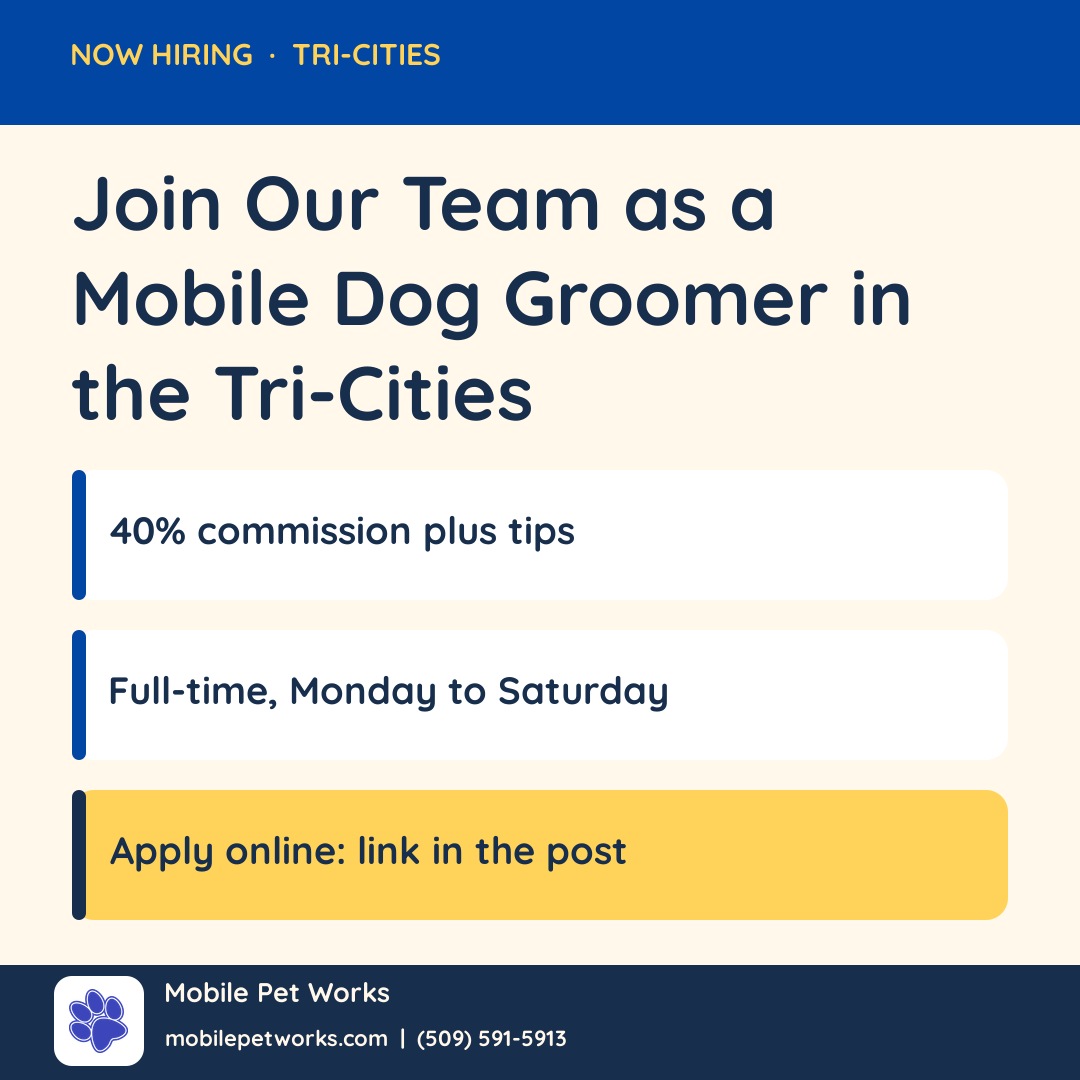 NOW HIRING · TRI-CITIES
Join Our Team as a
Mobile Dog Groomer in
the Tri-Cities
40% commission plus tips
Full-time, Monday to Saturday
Apply online: link in the post
Mobile Pet Works
mobilepetworks.com | (509) 591-5913